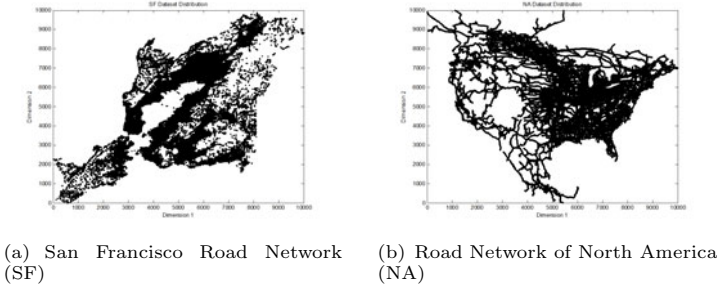 SF Dataset Distribution
10000
9000
8000
7000
6000
5000
4000
3000
2000
1000
0
Dimension 2
0 1000 2000 3000 4000 5000 6000 7000 8000 9000 10000
Dimension 1
NA Dataset Distribution
10000
9000
8000
7000
6000
5000
4000
3000
2000
1000
0
Dimension 2
0 1000 2000 3000 4000 5000 6000 7000 8000 9000 10000
Dimension 1
(a) San Francisco Road Network
(SF)
(b) Road Network of North America
(NA)